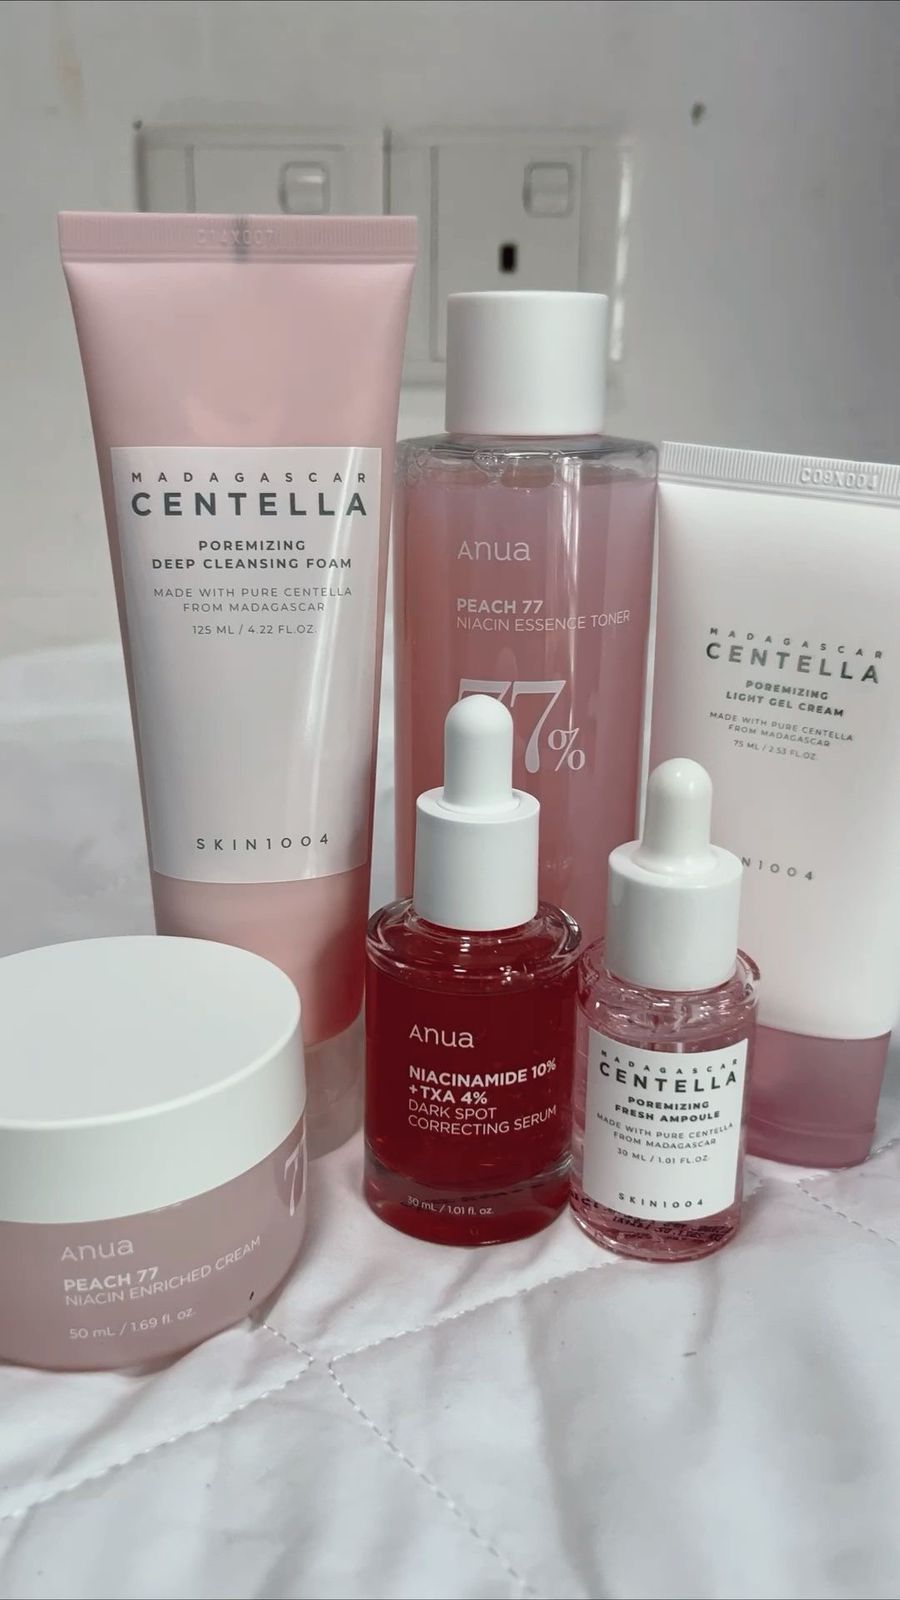 C14X007
MADAGASCAR
CENTELLA
POREMIZING
DEEP CLEANSING FOAM
MADE WITH PURE CENTELLA
FROM MADAGASCAR
125 ML / 4.22 FL.OZ.
SKIN1004
Anua
PEACH 77
NIACIN ESSENCE TONER
77%
C09X004
MADAGASCAR
CENTELLA
POREMIZING
LIGHT GEL CREAM
MADE WITH PURE CENTELLA
FROM MADAGASCAR
75 ML / 2.53 FL.OZ.
N1004
Anua
PEACH 77
NIACIN ENRICHED CREAM
50 mL / 1.69 fl. oz.
Anua
NIACINAMIDE 10%
+TXA 4%
DARK SPOT
CORRECTING SERUM
30 mL / 1.01 fl. oz.
MADAGASCAR
CENTELLA
POREMIZING
FRESH AMPOULE
MADE WITH PURE CENTELLA
FROM MADAGASCAR
30 ML / 1.01 FL.OZ.
SKIN1004